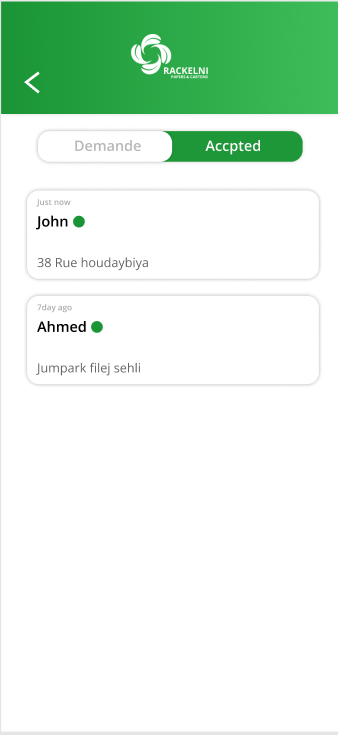 RACKELNI
PAPERS & CARTONS
Demande
Accpted
Just now
John
38 Rue houdaybiya
7day ago
Ahmed
Jumpark filej sehli